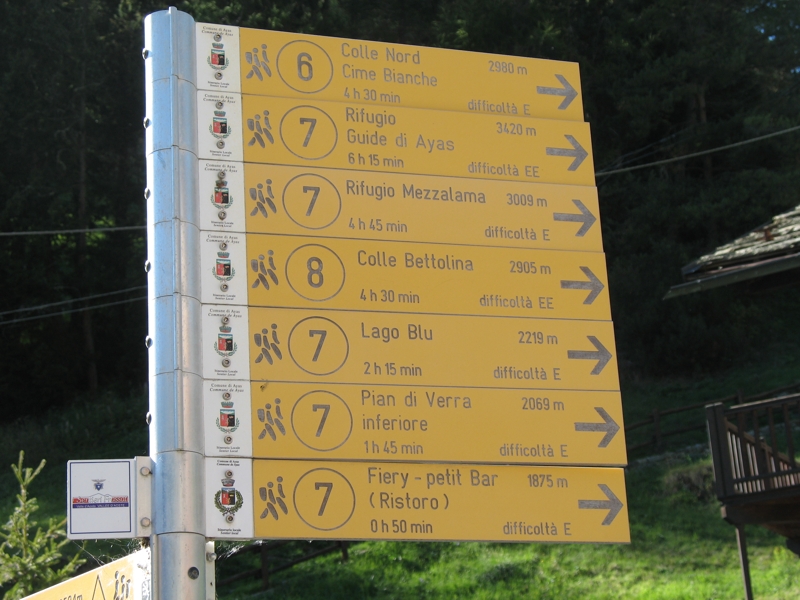 Comune di Ayas
6
Colle Nord
Cime Bianche
2980 m
4 h 30 min
difficoltà E
7
Rifugio
Guide di Ayas
3420 m
6 h 15 min
difficoltà EE
7
Rifugio Mezzalama
3009 m
4 h 45 min
difficoltà E
8
Colle Bettolina
2905 m
4 h 30 min
difficoltà EE
7
Lago Blu
2219 m
2 h 15 min
difficoltà E
7
Pian di Verra
inferiore
2069 m
1 h 45 min
difficoltà E
7
Fiery - petit Bar
(Ristoro)
1875 m
0 h 50 min
difficoltà E